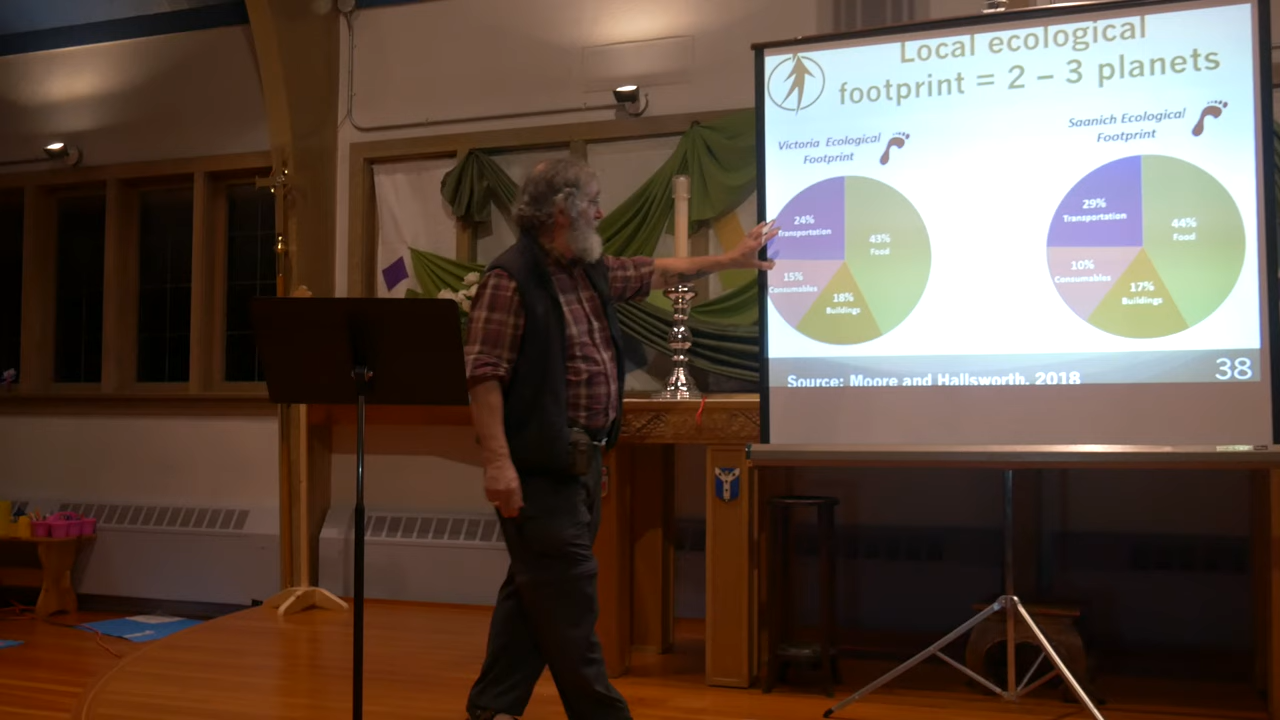 Local ecological
footprint = 2 – 3 planets
Victoria Ecological
Footprint
24%
Transportation
43%
Food
15%
Consumables
18%
Buildings
Saanich Ecological
Footprint
29%
Transportation
44%
Food
10%
Consumables
17%
Buildings
Source: Moore and Hallsworth, 2018
38